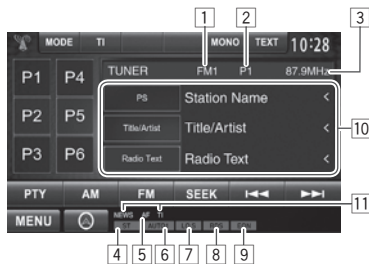 1 2 3
MODE TI MONO TEXT 10:28
P1 P4 TUNER FM1 P1 87.9MHz
PS Station Name <
P2 P5 Title/Artist Title/Artist < 10
P3 P6 Radio Text Radio Text <
PTY AM FM SEEK
11
MENU NEWS AF TI
ST
4 5 6 7 8 9